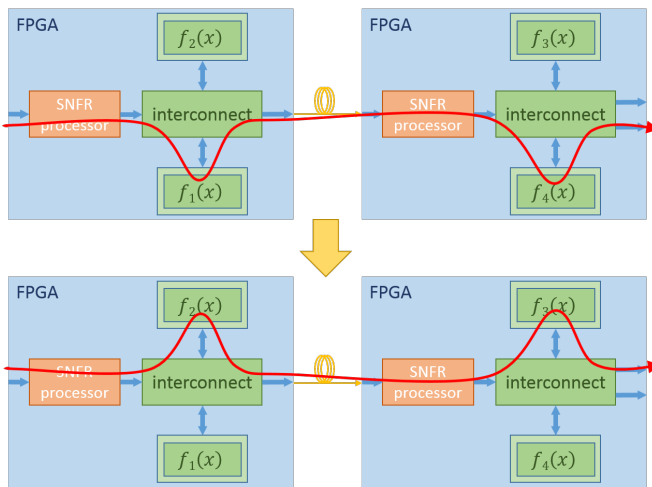 FPGA
FPGA
f₂(x)
f₃(x)
SNFR
processor
interconnect
SNFR
processor
interconnect
f₁(x)
f₄(x)
FPGA
FPGA
f₂(x)
f₃(x)
SNFR
processor
interconnect
SNFR
processor
interconnect
f₁(x)
f₄(x)